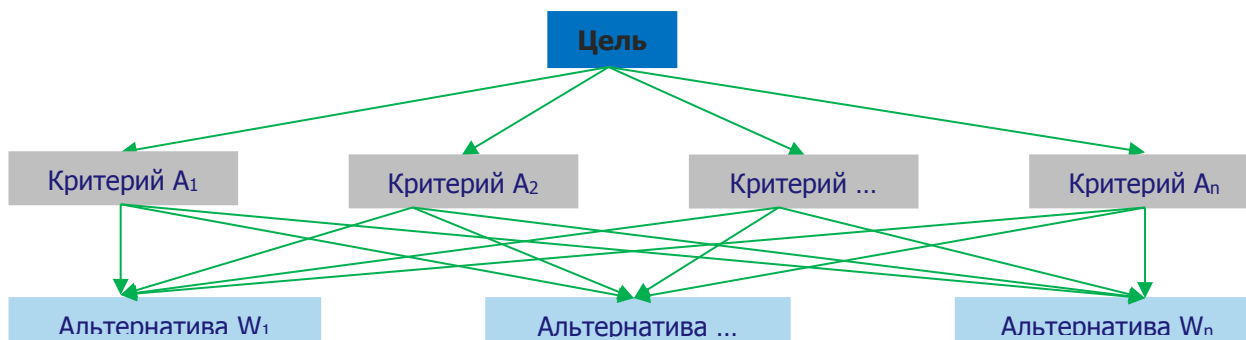 Цель
Критерий A₁
Критерий A₂
Критерий ...
Критерий Aₙ
Альтернатива W₁
Альтернатива ...
Альтернатива Wₙ